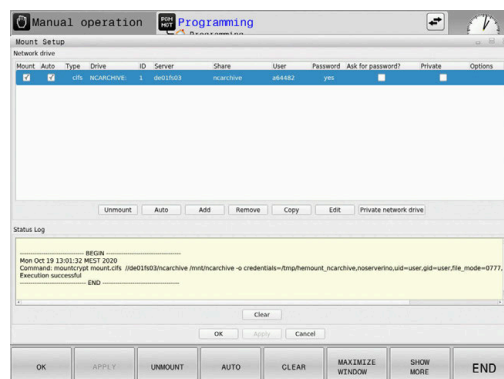 Manual operation
PGM
HOT
Programming
Programming
Mount Setup
Network drive
Mount Auto Type Drive ID Server Share User Password Ask for password? Private Options
cifs NCARCHIVE: 1 de01fs03 ncarchive a64482 yes
Unmount Auto Add Remove Copy Edit Private network drive
Status Log
---------------------------- BEGIN ----------------------------
Mon Oct 19 13:01:32 MEST 2020
Command: mountcrypt mount.cifs //de01fs03/ncarchive /mnt/ncarchive -o credentials=/tmp/hemount_ncarchive,noserverino,uid=user,gid=user,file_mode=0777,
Execution successful
---------------------------- END ----------------------------
Clear
OK Apply Cancel
OK APPLY UNMOUNT AUTO CLEAR MAXIMIZE WINDOW SHOW MORE END